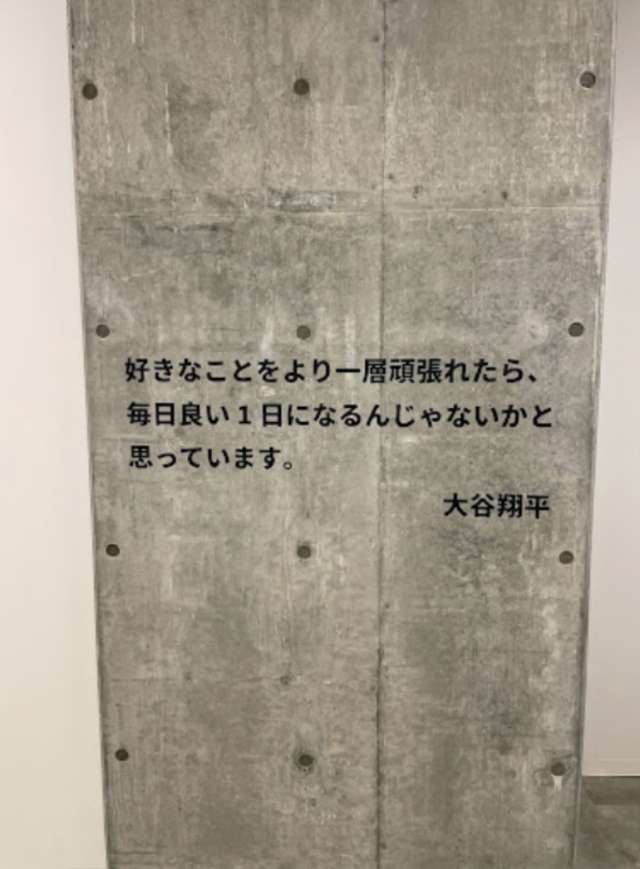 好きなことをより一層頑張れたら、
毎日良い1日になるんじゃないかと
思っています。
大谷翔平